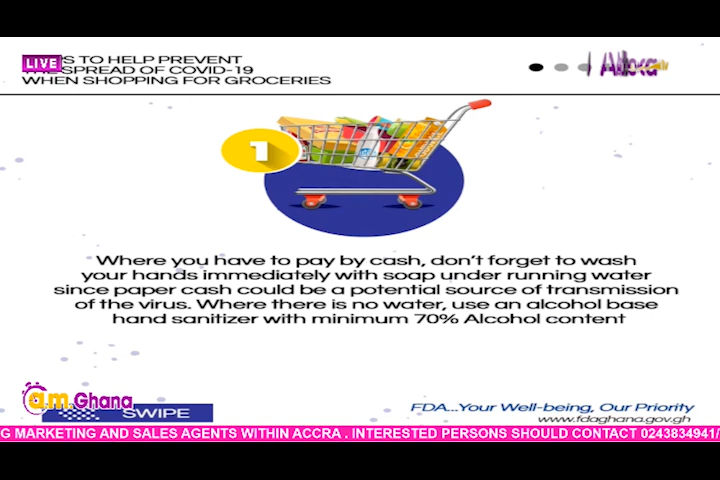 LIVE
S TO HELP PREVENT
SPREAD OF COVID-19
WHEN SHOPPING FOR GROCERIES
1
Where you have to pay by cash, don't forget to wash
your hands immediately with soap under running water
since paper cash could be a potential source of transmission
of the virus. Where there is no water, use an alcohol base
hand sanitizer with minimum 70% Alcohol content
a.m. Ghana
SWIPE
FDA...Your Well-being, Our Priority
www.fdaghana.gov.gh
G MARKETING AND SALES AGENTS WITHIN ACCRA . INTERESTED PERSONS SHOULD CONTACT 0243834941/